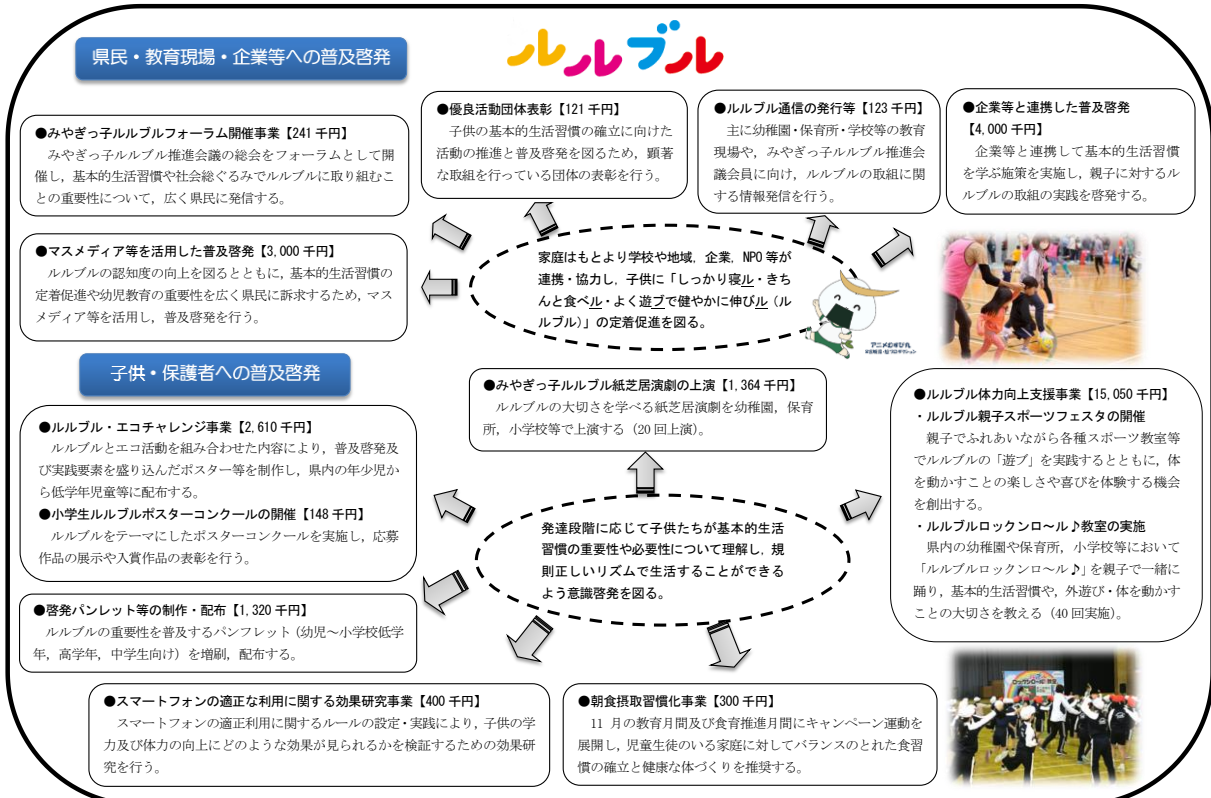 県民・教育現場・企業等への普及啓発
ルルブル
●みやぎっ子ルルブルフォーラム開催事業【241 千円】
みやぎっ子ルルブル推進会議の総会をフォーラムとして開
催し，基本的生活習慣や社会総ぐるみでルルブルに取り組むこ
との重要性について，広く県民に発信する。
●優良活動団体表彰【121 千円】
子供の基本的生活習慣の確立に向けた
活動の推進と普及啓発を図るため，顕著
な取組を行っている団体の表彰を行う。
●ルルブル通信の発行等【123 千円】
主に幼稚園・保育所・学校等の教育
現場や，みやぎっ子ルルブル推進会
議会員に向け，ルルブルの取組に関
する情報発信を行う。
●企業等と連携した普及啓発
【4,000 千円】
企業等と連携して基本的生活習慣
を学ぶ施策を実施し，親子に対するル
ルブルの取組の実践を啓発する。
●マスメディア等を活用した普及啓発【3,000 千円】
ルルブルの認知度の向上を図るとともに，基本的生活習慣の
定着促進や幼児教育の重要性を広く県民に訴求するため，マス
メディア等を活用し，普及啓発を行う。
家庭はもとより学校や地域，企業，NPO 等が
連携・協力し，子供に「しっかり寝ル・きち
んと食べル・よく遊ブで健やかに伸びル（ル
ルブル）」の定着促進を図る。
アニメむすび丸
子供・保護者への普及啓発
●みやぎっ子ルルブル紙芝居演劇の上演【1,364 千円】
ルルブルの大切さを学べる紙芝居演劇を幼稚園，保育
所，小学校等で上演する（20 回上演）。
●ルルブル・エコチャレンジ事業【2,610 千円】
ルルブルとエコ活動を組み合わせた内容により，普及啓発及
び実践要素を盛り込んだポスター等を制作し，県内の年少児か
ら低学年児童等に配布する。
●小学生ルルブルポスターコンクールの開催【148 千円】
ルルブルをテーマにしたポスターコンクールを実施し，応募
作品の展示や入賞作品の表彰を行う。
●ルルブル体力向上支援事業【15,050 千円】
・ルルブル親子スポーツフェスタの開催
親子でふれあいながら各種スポーツ教室等
でルルブルの「遊ブ」を実践するとともに，体
を動かすことの楽しさや喜びを体験する機会
を創出する。
・ルルブルロックンロ～ル♪教室の実施
県内の幼稚園や保育所，小学校等において
「ルルブルロックンロ～ル♪」を親子で一緒に
踊り，基本的生活習慣や，外遊び・体を動かす
ことの大切さを教える（40 回実施）。
発達段階に応じて子供たちが基本的生活
習慣の重要性や必要性について理解し，規
則正しいリズムで生活することができる
よう意識啓発を図る。
●啓発パンレット等の制作・配布【1,320 千円】
ルルブルの重要性を普及するパンフレット（幼児～小学校低学
年，高学年，中学生向け）を増刷，配布する。
●スマートフォンの適正な利用に関する効果研究事業【400 千円】
スマートフォンの適正利用に関するルールの設定・実践により，子供の学
力及び体力の向上にどのような効果が見られるかを検証するための効果研
究を行う。
●朝食摂取習慣化事業【300 千円】
11 月の教育月間及び食育推進月間にキャンペーン運動を
展開し，児童生徒のいる家庭に対してバランスのとれた食習
慣の確立と健康な体づくりを推奨する。